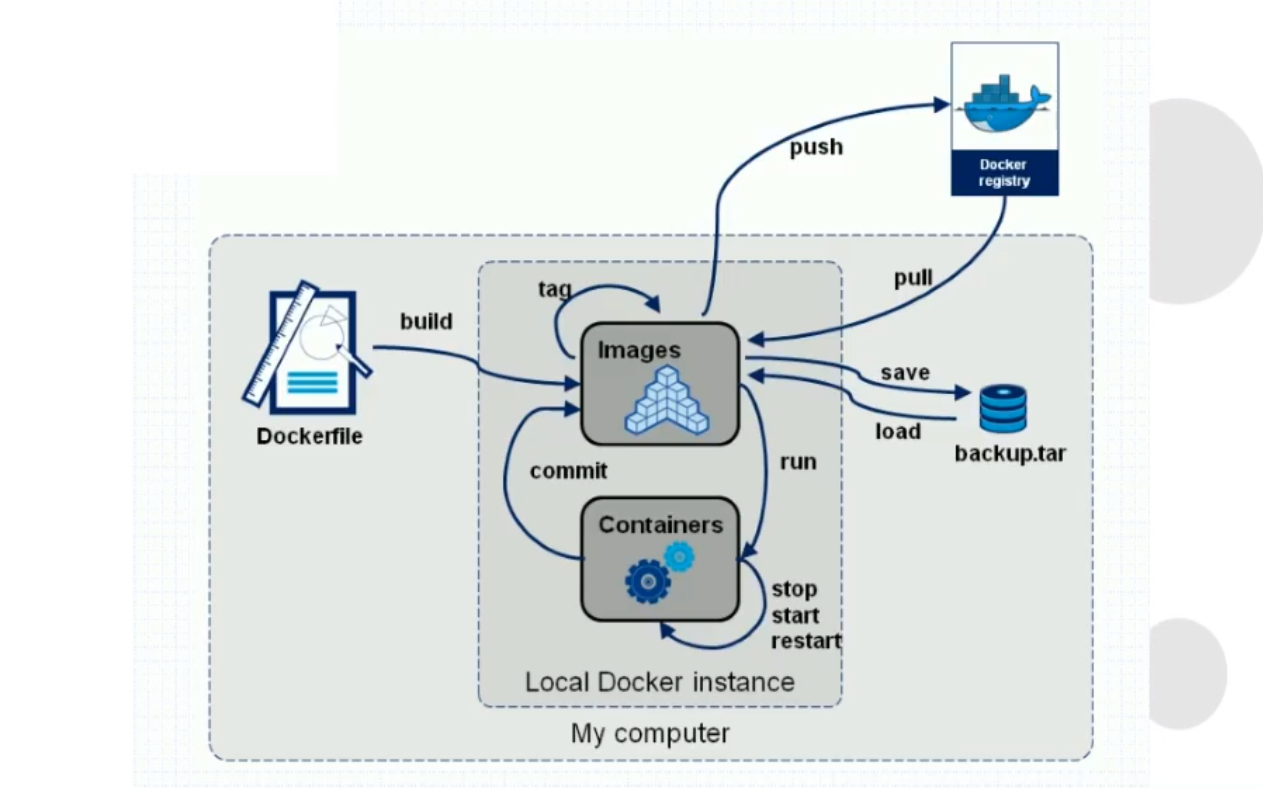 push
Docker
registry
pull
tag
build
Images
save
load
backup.tar
Dockerfile
commit
run
Containers
stop
start
restart
Local Docker instance
My computer